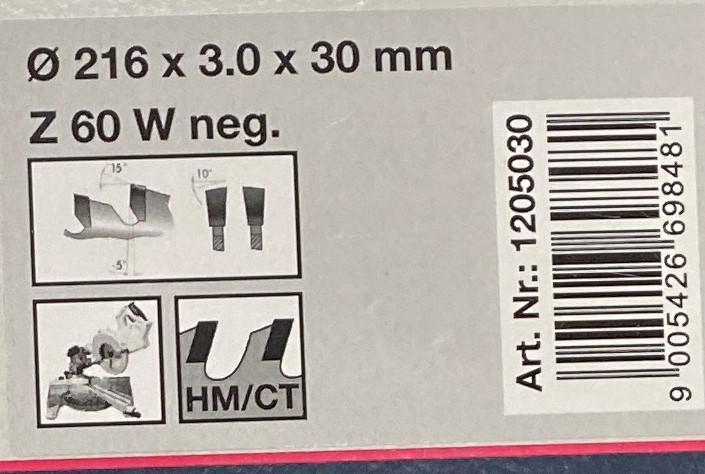 Ø 216 x 3.0 x 30 mm
Z 60 W neg.
15°
10°
-5°
HM/CT
Art. Nr.: 1205030
9 005426 698481